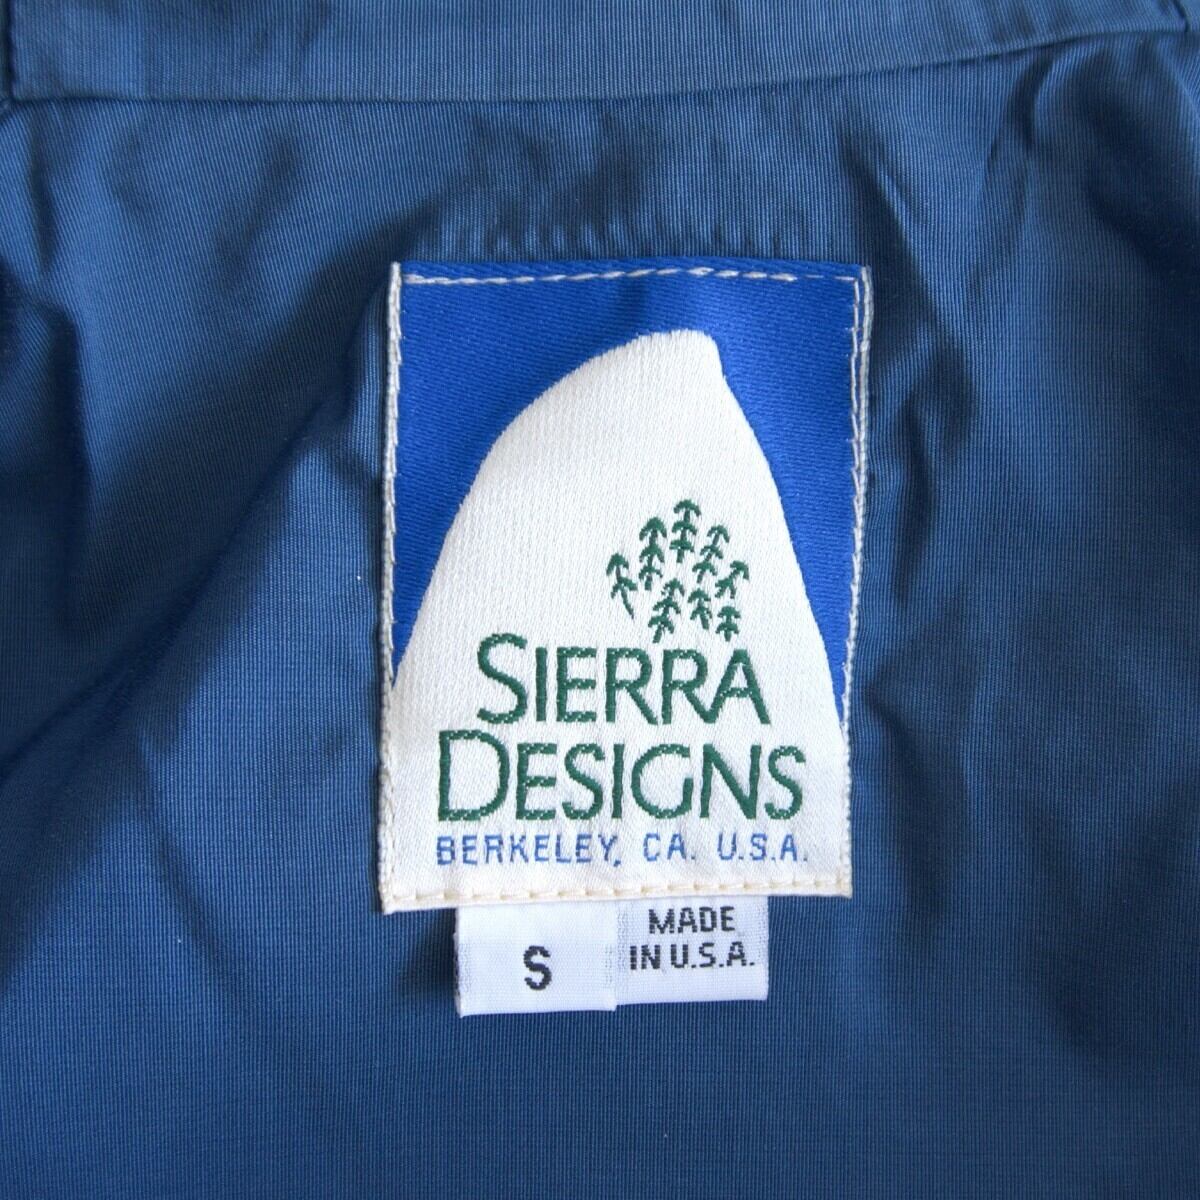 SIERRA
DESIGNS
BERKELEY, CA. U.S.A.
S
MADE
IN U.S.A.